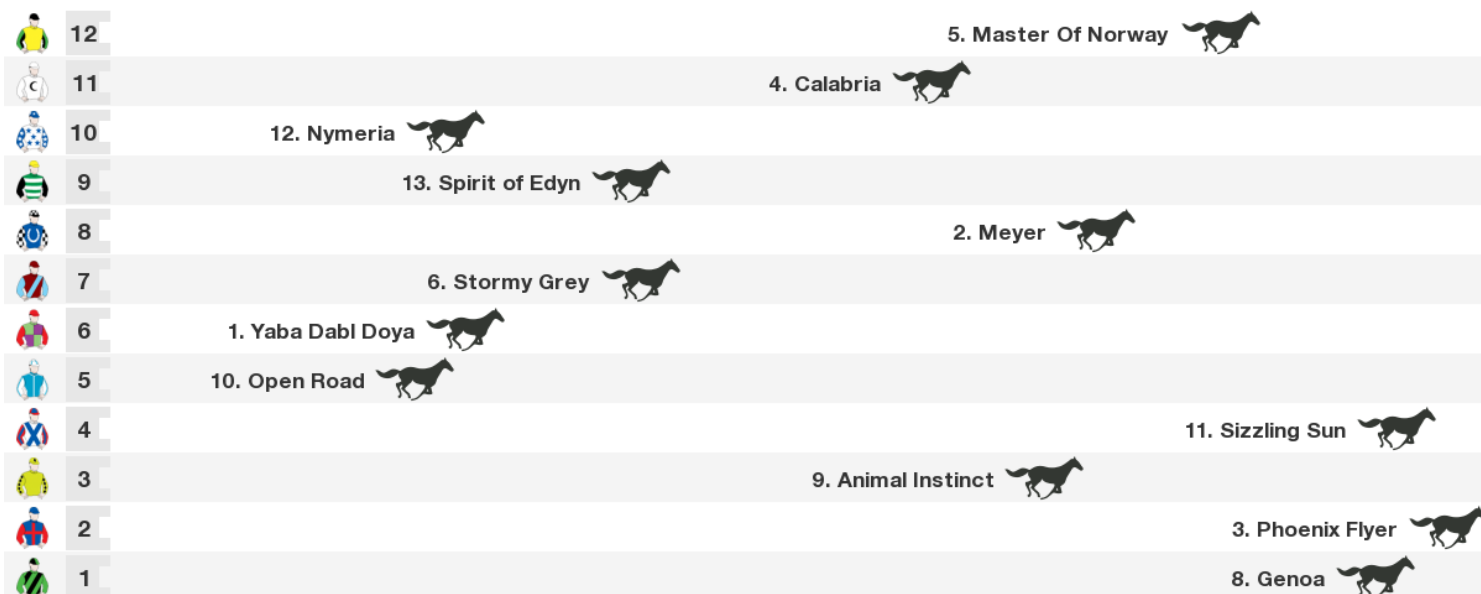 12 5. Master Of Norway
C 11 4. Calabria
10 12. Nymeria
9 13. Spirit of Edyn
8 2. Meyer
7 6. Stormy Grey
6 1. Yaba Dabl Doya
5 10. Open Road
4 11. Sizzling Sun
3 9. Animal Instinct
2 3. Phoenix Flyer
1 8. Genoa